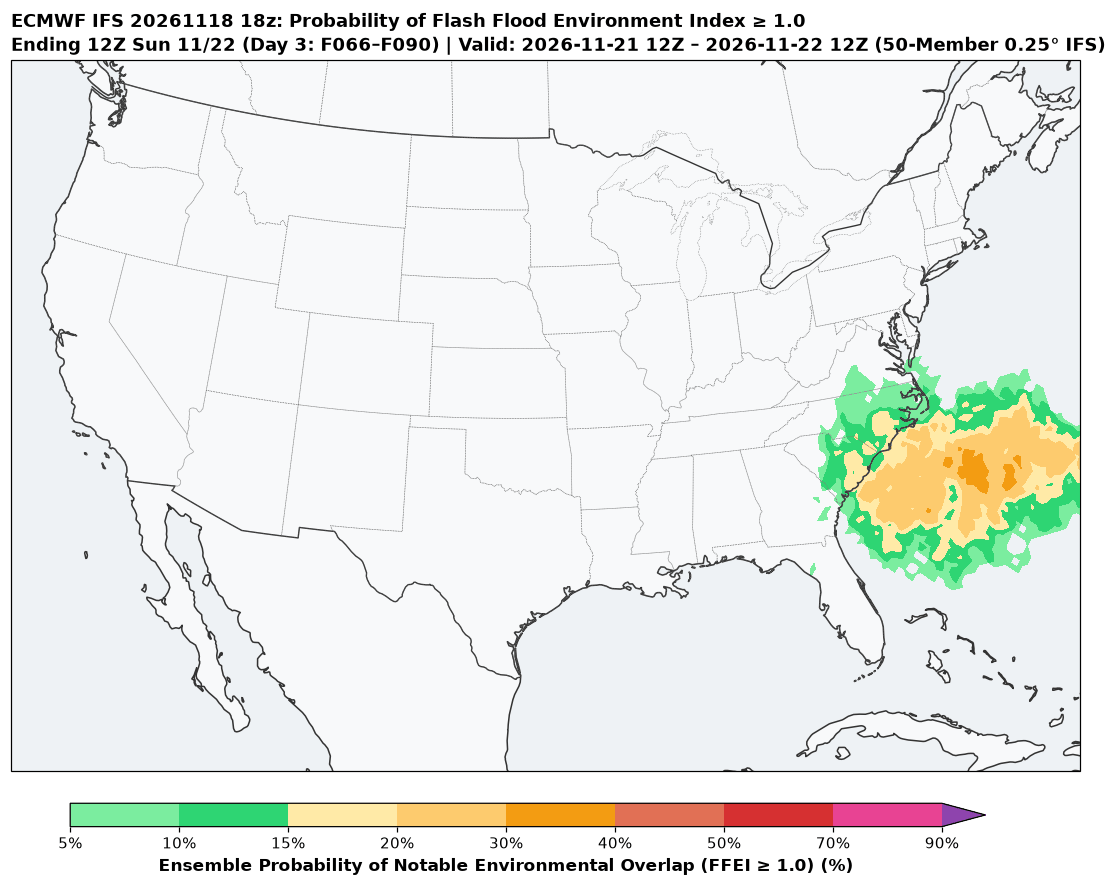 ECMWF IFS 20261118 18z: Probability of Flash Flood Environment Index ≥ 1.0
Ending 12Z Sun 11/22 (Day 3: F066–F090) | Valid: 2026-11-21 12Z – 2026-11-22 12Z (50-Member 0.25° IFS)
5% 10% 15% 20% 30% 40% 50% 70% 90%
Ensemble Probability of Notable Environmental Overlap (FFEI ≥ 1.0) (%)